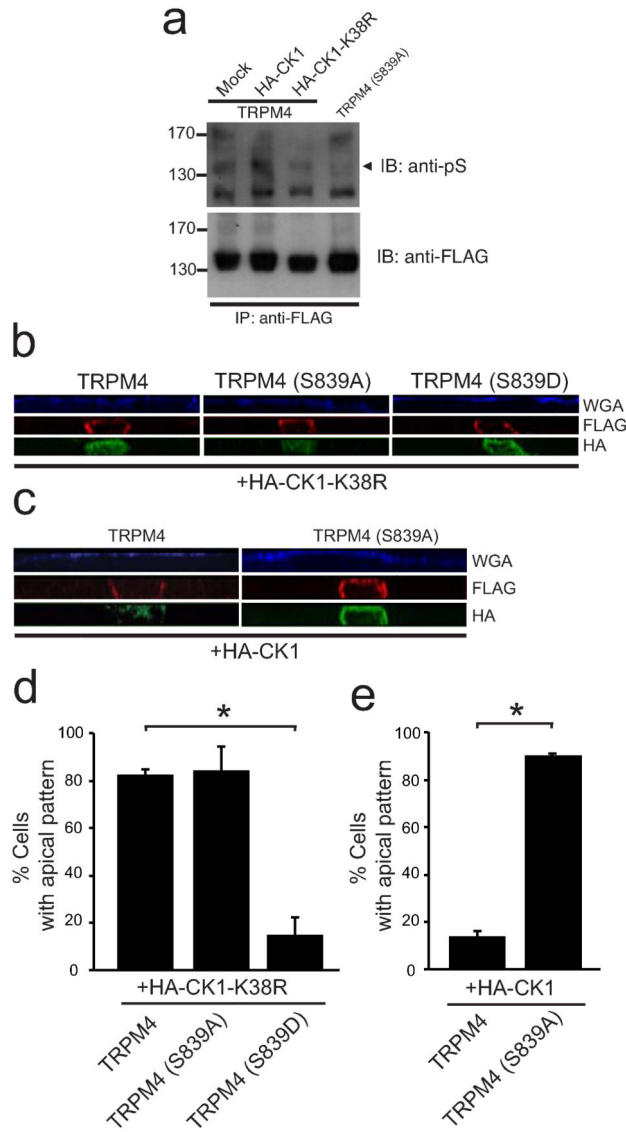 a
Mock
HA-CK1
HA-CK1-K38R
TRPM4 (S839A)
TRPM4
170
130
IB: anti-pS
170
130
IB: anti-FLAG
IP: anti-FLAG
b
TRPM4 TRPM4 (S839A) TRPM4 (S839D)
WGA
FLAG
HA
+HA-CK1-K38R
c
TRPM4 TRPM4 (S839A)
WGA
FLAG
HA
+HA-CK1
d
*
% Cells
with apical pattern
100
80
60
40
20
0
+HA-CK1-K38R
TRPM4
TRPM4 (S839A)
TRPM4 (S839D)
e
*
% Cells
with apical pattern
100
80
60
40
20
0
+HA-CK1
TRPM4
TRPM4 (S839A)